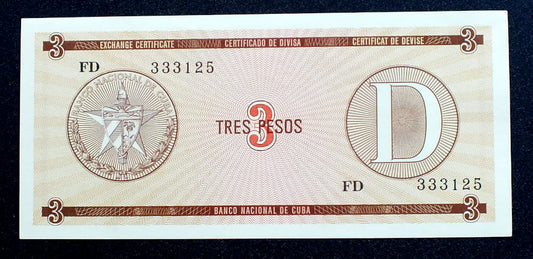 3 EXCHANGE CERTIFICATE CERTIFICADO DE DIVISA CERTIFICAT DE DEVISE 3
FD 333125
BANCO NACIONAL DE CUBA
3
TRES PESOS
D
FD 333125
3 BANCO NACIONAL DE CUBA 3